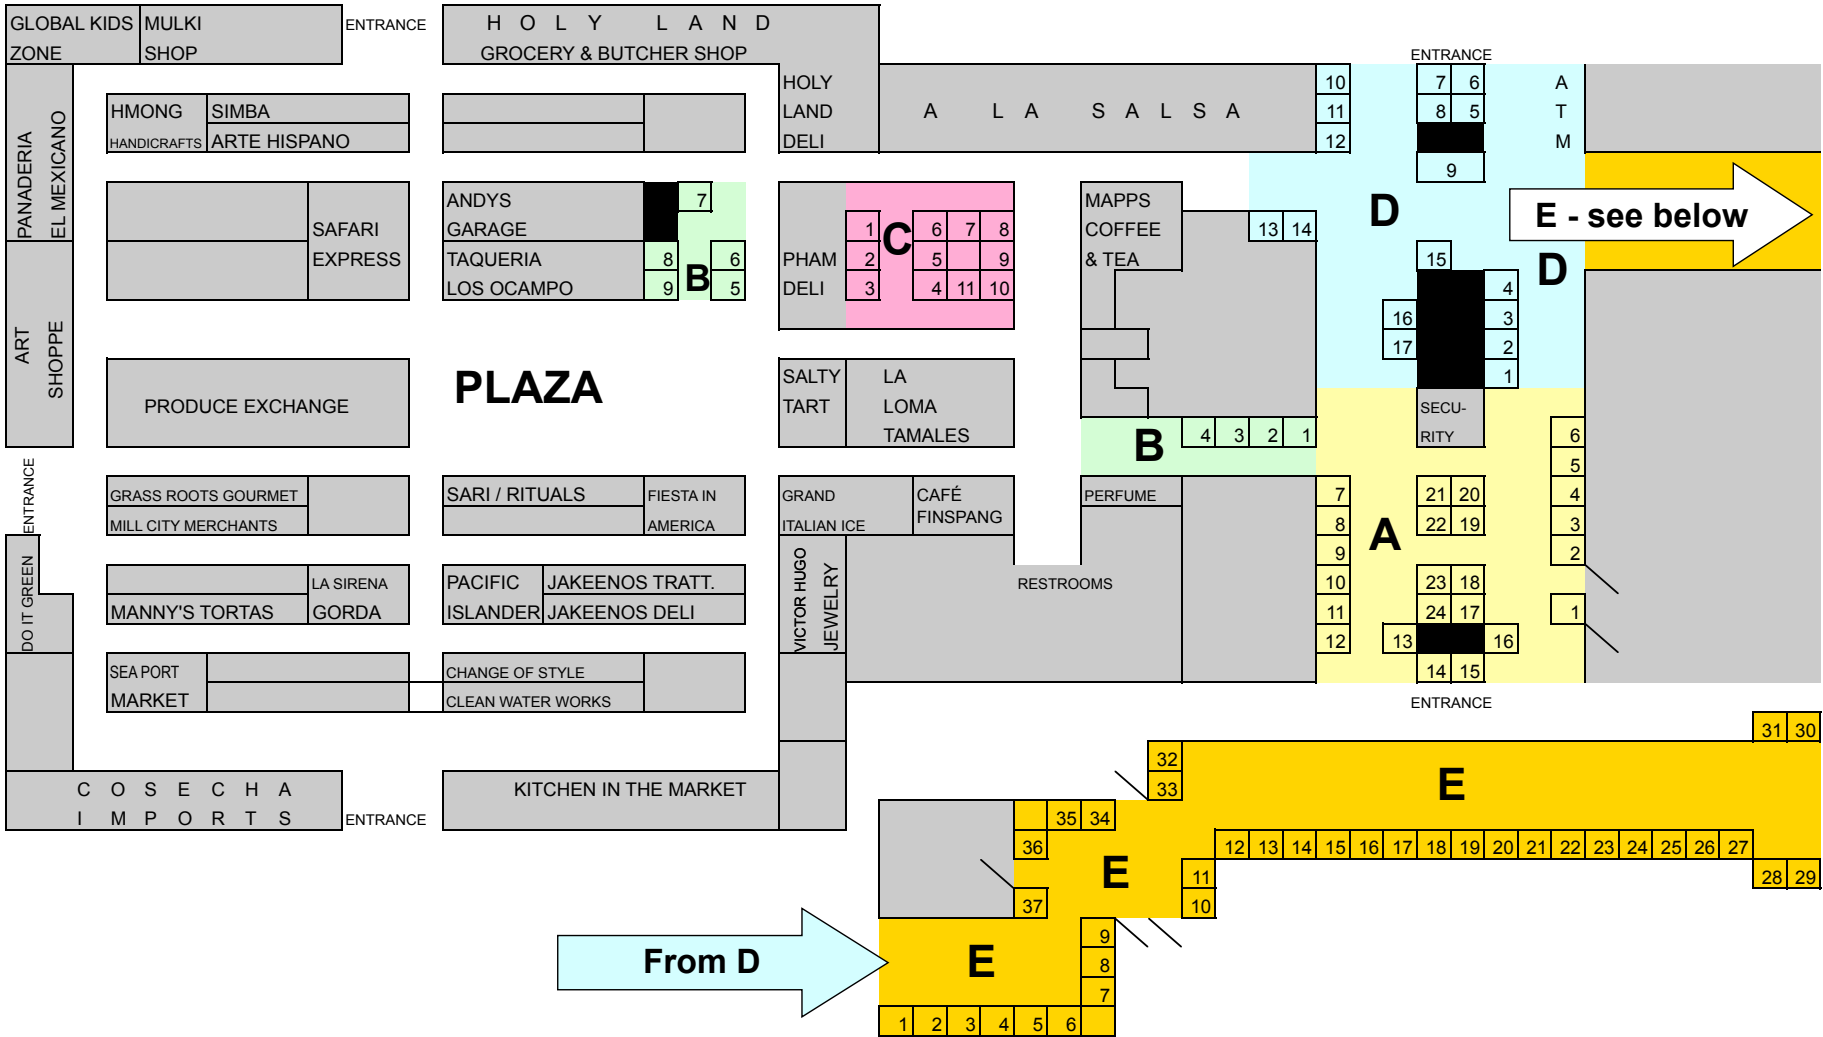 GLOBAL KIDS
ZONE
MULKI
SHOP
ENTRANCE
H O L Y L A N D
GROCERY & BUTCHER SHOP
HOLY
LAND
DELI
A L A S A L S A
ENTRANCE
10
11
12
7 6
8 5
9
A
T
M
PANADERIA
EL MEXICANO
HMONG
HANDICRAFTS
SIMBA
ARTE HISPANO
SAFARI
EXPRESS
ANDYS
GARAGE
TAQUERIA
LOS OCAMPO
7
8
9
B
6
5
PHAM
DELI
1
2
3
C
6 7 8
5 9
4 11 10
MAPPS
COFFEE
& TEA
13 14
D
E - see below
15
D
16
17
4
3
2
1
ART
SHOPPE
PRODUCE EXCHANGE
PLAZA
SALTY
TART
LA
LOMA
TAMALES
B
4 3 2 1
SECU-
RITY
6
5
4
3
2
1
ENTRANCE
GRASS ROOTS GOURMET
MILL CITY MERCHANTS
SARI / RITUALS
FIESTA IN
AMERICA
GRAND
ITALIAN ICE
CAFÉ
FINSPANG
PERFUME
7
8
9
10
11
12
21 20
22 19
A
23 18
24 17
13
16
14 15
ENTRANCE
DO IT GREEN
MANNY'S TORTAS
LA SIRENA
GORDA
PACIFIC
ISLANDER
JAKEENOS TRATT.
JAKEENOS DELI
VICTOR HUGO
JEWELRY
RESTROOMS
SEA PORT
MARKET
CHANGE OF STYLE
CLEAN WATER WORKS
C O S E C H A
I M P O R T S
ENTRANCE
KITCHEN IN THE MARKET
31 30
32
33
E
35 34
36
E
12 13 14 15 16 17 18 19 20 21 22 23 24 25 26 27
11
10
28 29
37
From D
E
9
8
7
1 2 3 4 5 6